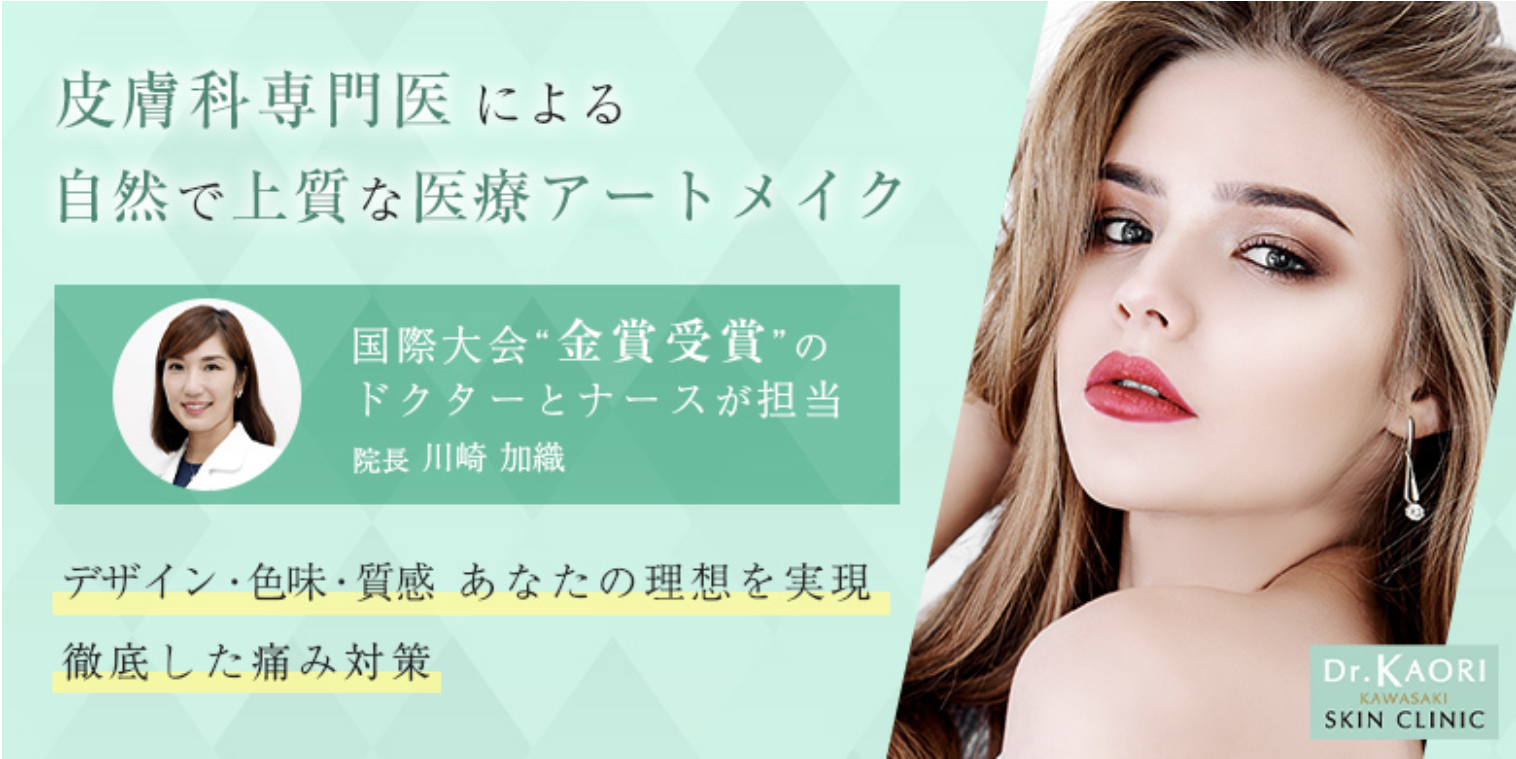 皮膚科専門医による
自然で上質な医療アートメイク
国際大会“金賞受賞”の
ドクターとナースが担当
院長 川崎 加織
デザイン・色味・質感 あなたの理想を実現
徹底した痛み対策
Dr.KAORI
KAWASAKI
SKIN CLINIC